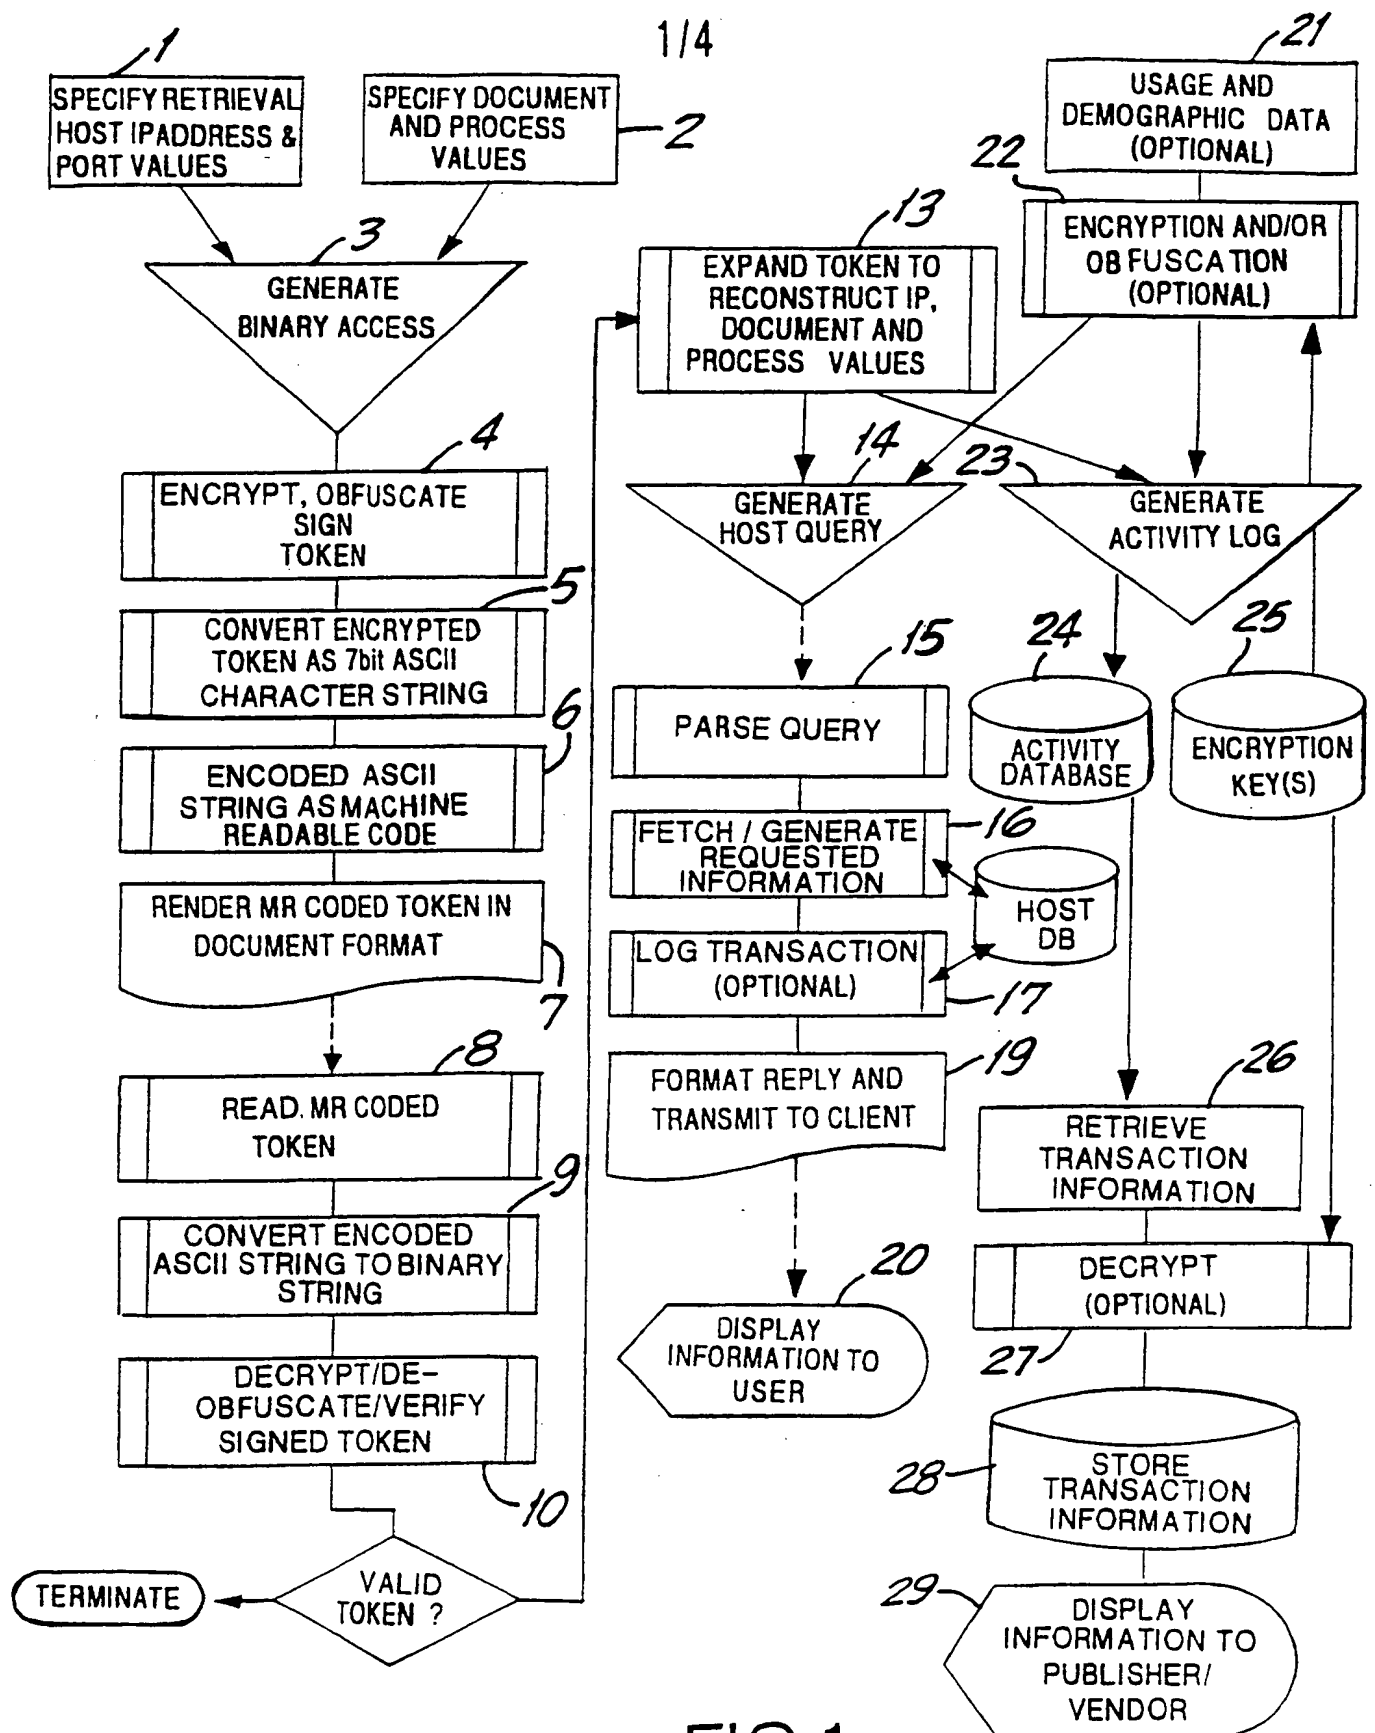 1/4
1
SPECIFY RETRIEVAL
HOST IPADDRESS &
PORT VALUES
SPECIFY DOCUMENT
AND PROCESS
VALUES
2
3
GENERATE
BINARY ACCESS
4
ENCRYPT, OBFUSCATE
SIGN
TOKEN
5
CONVERT ENCRYPTED
TOKEN AS 7bit ASCII
CHARACTER STRING
6
ENCODED ASCII
STRING AS MACHINE
READABLE CODE
RENDER MR CODED TOKEN IN
DOCUMENT FORMAT
7
8
READ. MR CODED
TOKEN
9
CONVERT ENCODED
ASCII STRING TO BINARY
STRING
DECRYPT/DE-
OBFUSCATE/VERIFY
SIGNED TOKEN
10
VALID
TOKEN ?
TERMINATE
13
EXPAND TOKEN TO
RECONSTRUCT IP,
DOCUMENT AND
PROCESS VALUES
14
GENERATE
HOST QUERY
15
PARSE QUERY
16
FETCH / GENERATE
REQUESTED
INFORMATION
HOST
DB
LOG TRANSACTION
(OPTIONAL)
17
19
FORMAT REPLY AND
TRANSMIT TO CLIENT
20
DISPLAY
INFORMATION TO
USER
21
USAGE AND
DEMOGRAPHIC DATA
(OPTIONAL)
22
ENCRYPTION AND/OR
OB FUSCATION
(OPTIONAL)
23
GENERATE
ACTIVITY LOG
24
ACTIVITY
DATABASE
25
ENCRYPTION
KEY(S)
26
RETRIEVE
TRANSACTION
INFORMATION
DECRYPT
(OPTIONAL)
27
28
STORE
TRANSACTION
INFORMATION
29
DISPLAY
INFORMATION TO
PUBLISHER/
VENDOR
FIG.1